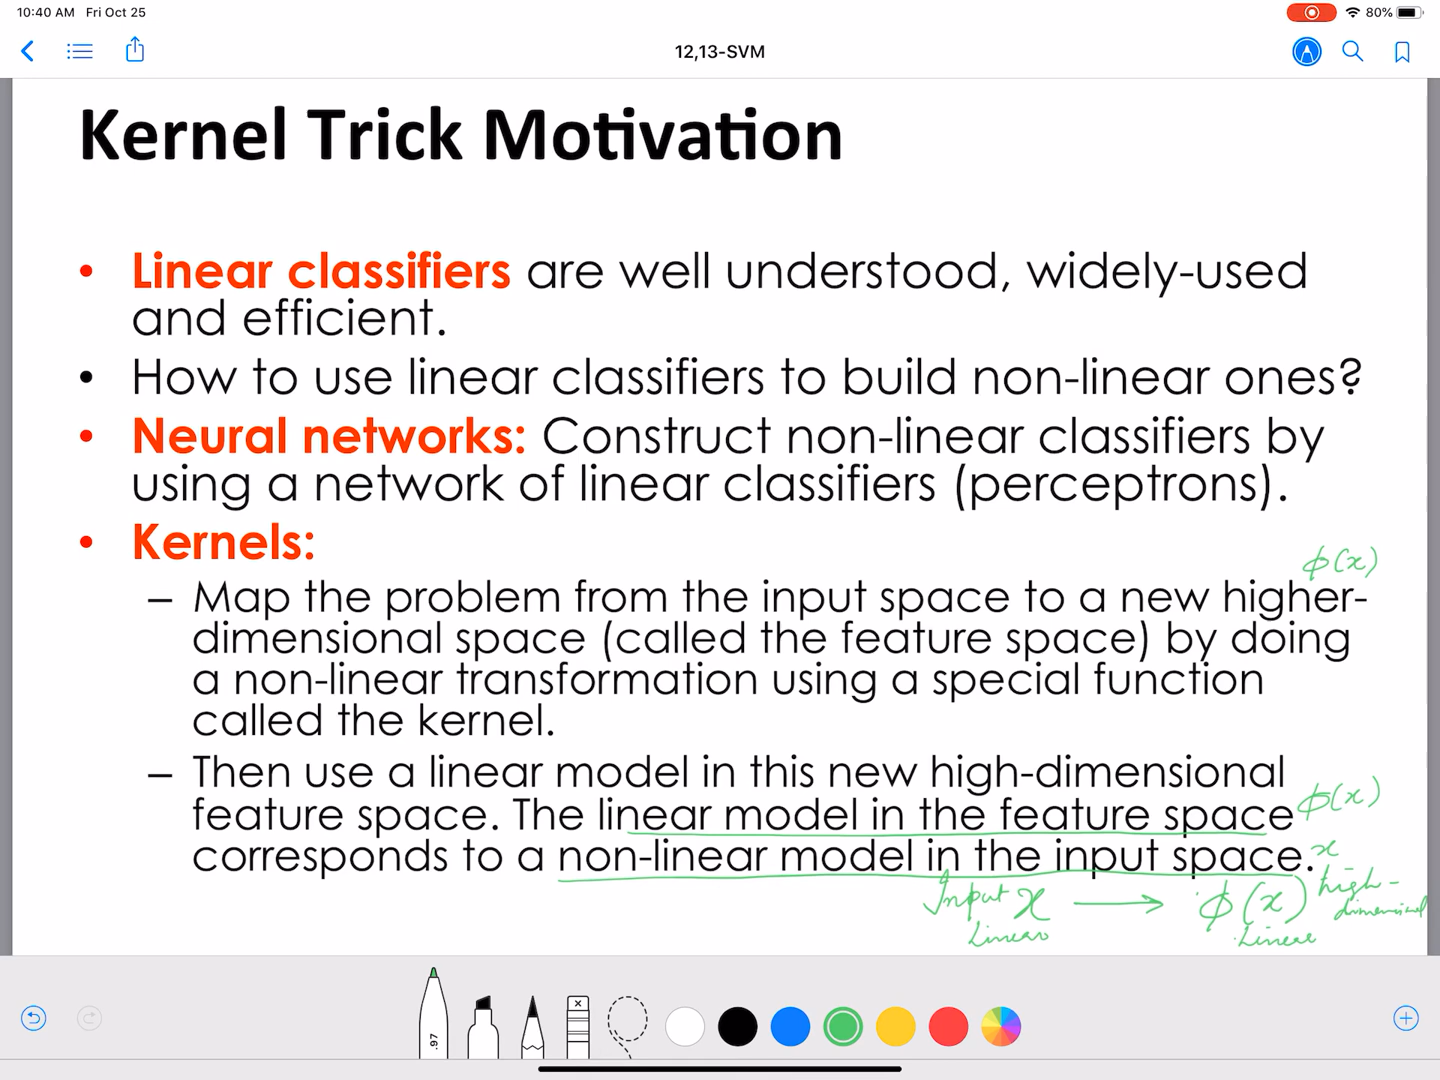 10:40 AM Fri Oct 25
80%
12,13-SVM
Kernel Trick Motivation
• Linear classifiers are well understood, widely-used
and efficient.
• How to use linear classifiers to build non-linear ones?
• Neural networks: Construct non-linear classifiers by
using a network of linear classifiers (perceptrons).
• Kernels:
ϕ(x)
– Map the problem from the input space to a new higher-
dimensional space (called the feature space) by doing
a non-linear transformation using a special function
called the kernel.
– Then use a linear model in this new high-dimensional
feature space. The linear model in the feature space ϕ(x)
corresponds to a non-linear model in the input space. x
Input x → ϕ(x) high-
dimensional
Linear Linear
.97